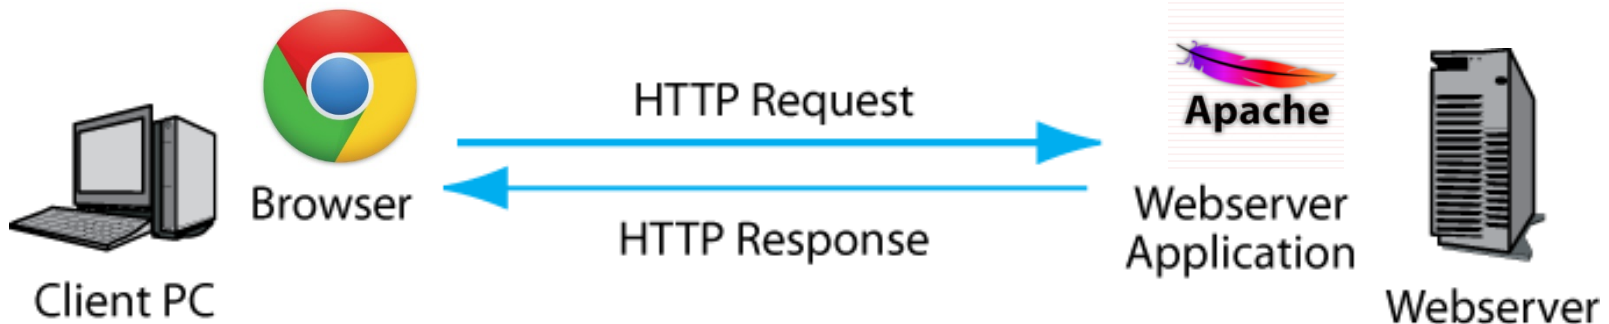 HTTP Request
Apache
Browser
Webserver
Application
HTTP Response
Client PC
Webserver